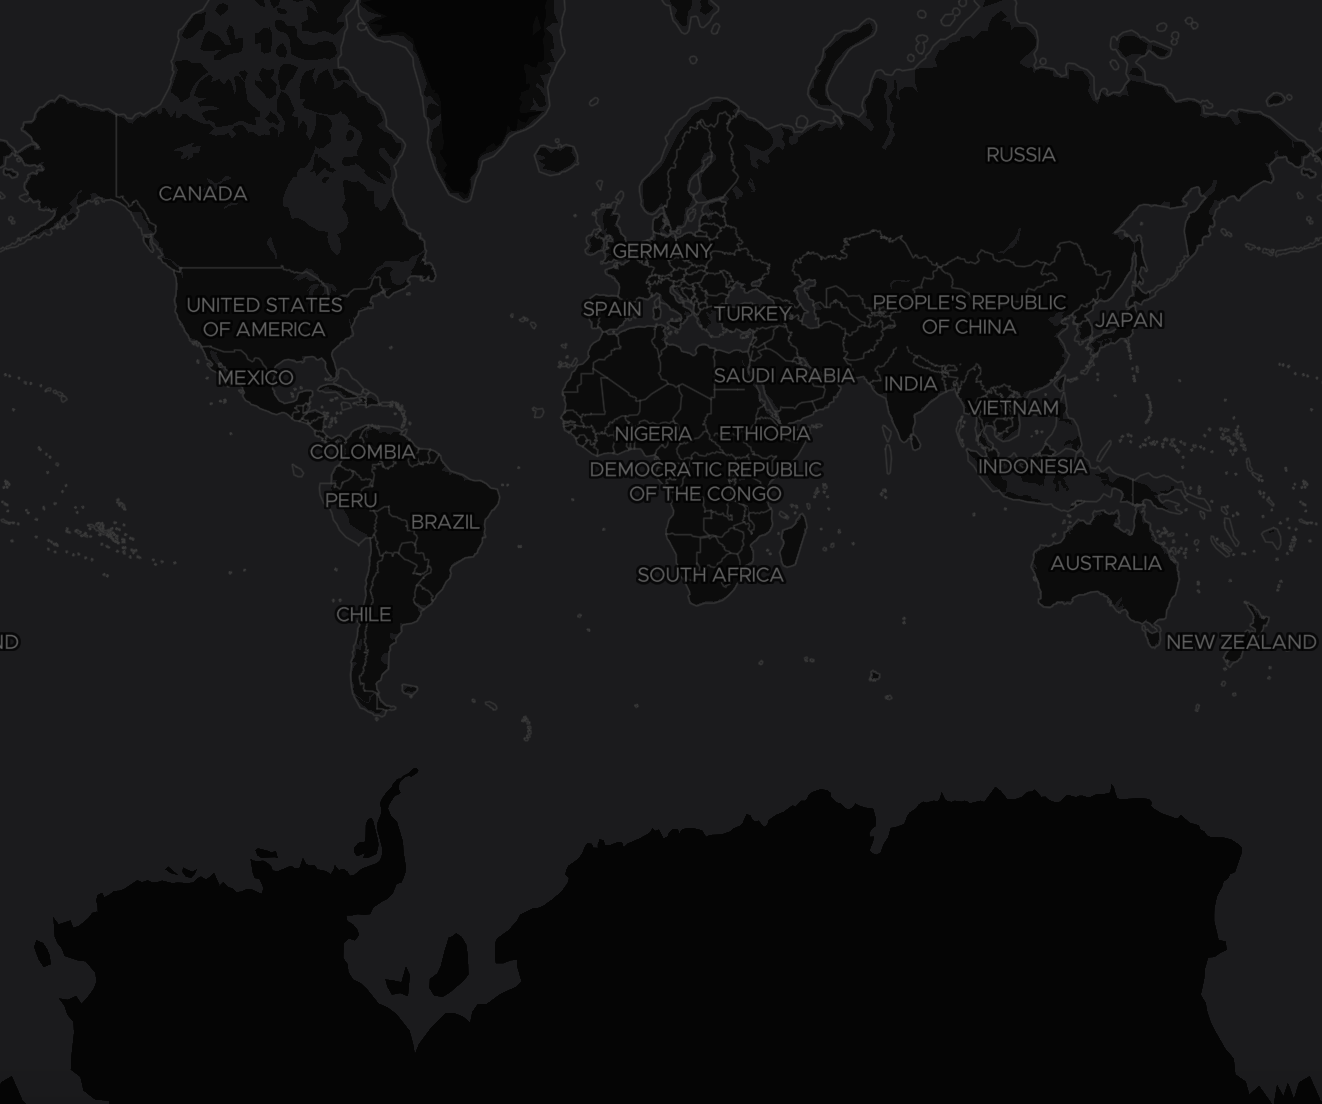 RUSSIA
CANADA
GERMANY
UNITED STATES
OF AMERICA
SPAIN
TURKEY
PEOPLE'S REPUBLIC
OF CHINA
JAPAN
MEXICO
SAUDI ARABIA
INDIA
VIETNAM
COLOMBIA
NIGERIA
ETHIOPIA
DEMOCRATIC REPUBLIC
OF THE CONGO
INDONESIA
PERU
BRAZIL
AUSTRALIA
SOUTH AFRICA
CHILE
ND
NEW ZEALAND